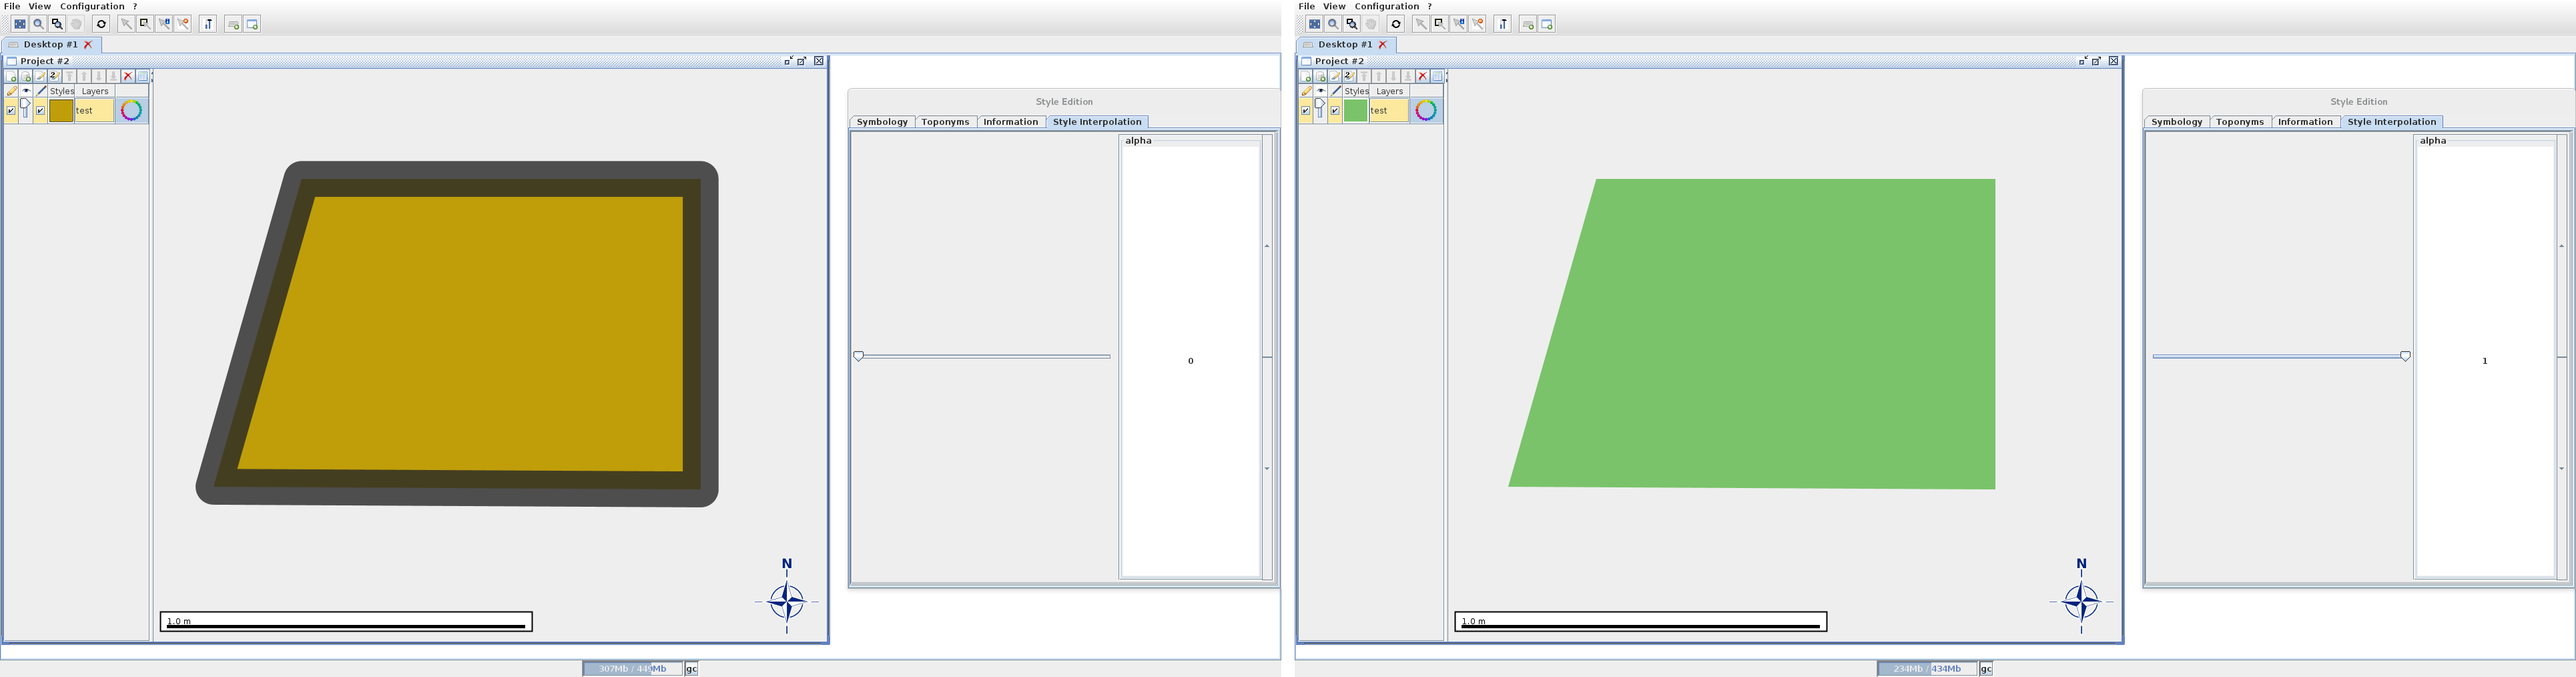 File View Configuration ?
Desktop #1
Project #2
Styles Layers
test
1.0 m
N
Style Edition
Symbology Toponyms Information Style Interpolation
alpha
0
307Mb / 449Mb gc
File View Configuration ?
Desktop #1
Project #2
Styles Layers
test
1.0 m
N
Style Edition
Symbology Toponyms Information Style Interpolation
alpha
1
234Mb / 434Mb gc